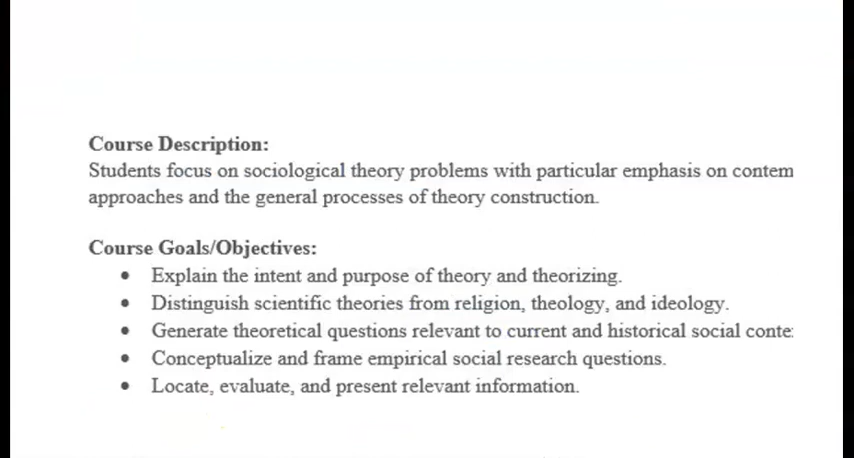 Course Description:
Students focus on sociological theory problems with particular emphasis on contem
approaches and the general processes of theory construction.
Course Goals/Objectives:
• Explain the intent and purpose of theory and theorizing.
• Distinguish scientific theories from religion, theology, and ideology.
• Generate theoretical questions relevant to current and historical social conte
• Conceptualize and frame empirical social research questions.
• Locate, evaluate, and present relevant information.